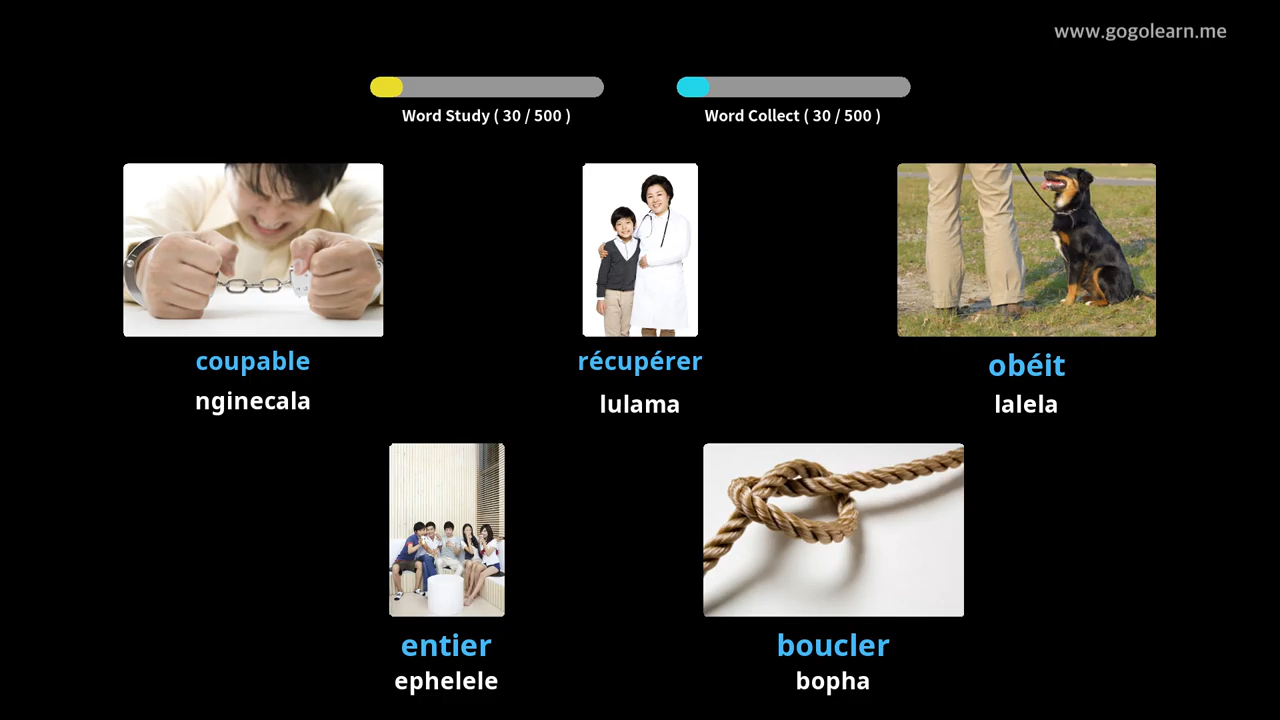 www.gogolearn.me
Word Study ( 30 / 500 )
Word Collect ( 30 / 500 )
coupable
nginecala
récupérer
lulama
obéit
lalela
entier
ephelele
boucler
bopha